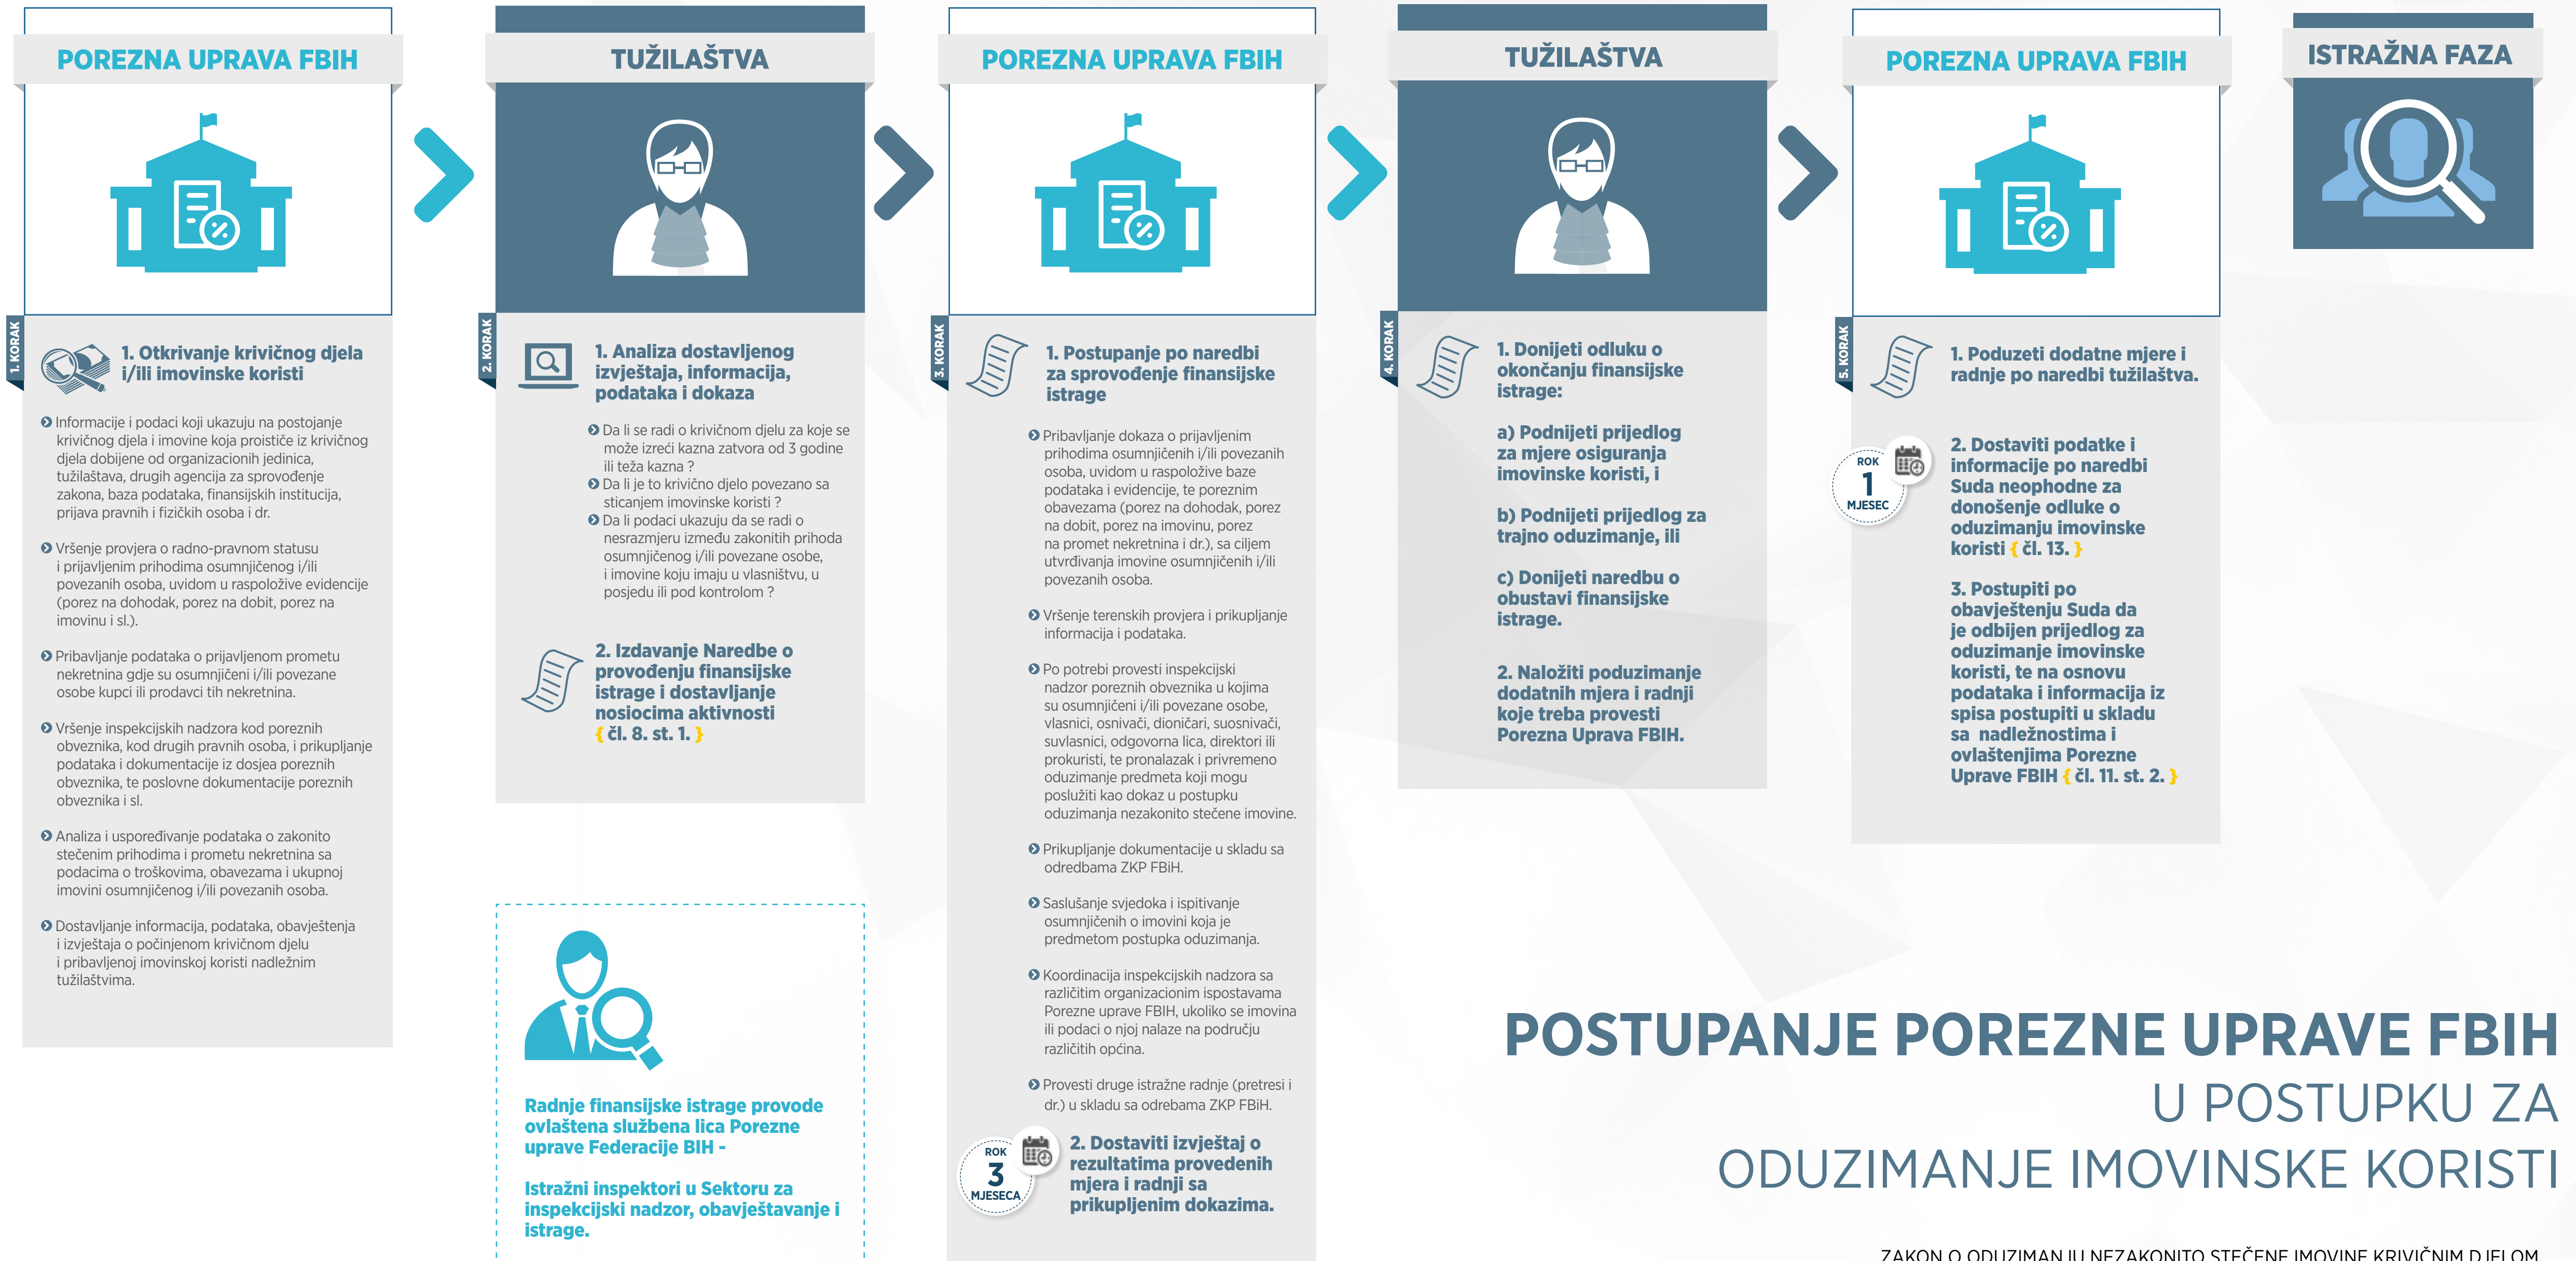 POREZNA UPRAVA FBIH
1. KORAK
1. Otkrivanje krivičnog djela
i/ili imovinske koristi
Informacije i podaci koji ukazuju na postojanje
krivičnog djela i imovine koja proističe iz krivičnog
djela dobijene od organizacionih jedinica,
tužilaštava, drugih agencija za sprovođenje
zakona, baza podataka, finansijskih institucija,
prijava pravnih i fizičkih osoba i dr.
Vršenje provjera o radno-pravnom statusu
i prijavljenim prihodima osumnjičenog i/ili
povezanih osoba, uvidom u raspoložive evidencije
(porez na dohodak, porez na dobit, porez na
imovinu i sl.).
Pribavljanje podataka o prijavljenom prometu
nekretnina gdje su osumnjičeni i/ili povezane
osobe kupci ili prodavci tih nekretnina.
Vršenje inspekcijskih nadzora kod poreznih
obveznika, kod drugih pravnih osoba, i prikupljanje
podataka i dokumentacije iz dosjea poreznih
obveznika, te poslovne dokumentacije poreznih
obveznika i sl.
Analiza i uspoređivanje podataka o zakonito
stečenim prihodima i prometu nekretnina sa
podacima o troškovima, obavezama i ukupnoj
imovini osumnjičenog i/ili povezanih osoba.
Dostavljanje informacija, podataka, obavještenja
i izvještaja o počinjenom krivičnom djelu
i pribavljenoj imovinskoj koristi nadležnim
tužilaštvima.
TUŽILAŠTVA
2. KORAK
1. Analiza dostavljenog
izvještaja, informacija,
podataka i dokaza
Da li se radi o krivičnom djelu za koje se
može izreći kazna zatvora od 3 godine
ili teža kazna ?
Da li je to krivično djelo povezano sa
sticanjem imovinske koristi ?
Da li podaci ukazuju da se radi o
nesrazmjeru između zakonitih prihoda
osumnjičenog i/ili povezane osobe,
i imovine koju imaju u vlasništvu, u
posjedu ili pod kontrolom ?
2. Izdavanje Naredbe o
provođenju finansijske
istrage i dostavljanje
nosiocima aktivnosti
{ čl. 8. st. 1. }
Radnje finansijske istrage provode
ovlaštena službena lica Porezne
uprave Federacije BIH -
Istražni inspektori u Sektoru za
inspekcijski nadzor, obavještavanje i
istrage.
POREZNA UPRAVA FBIH
3. KORAK
1. Postupanje po naredbi
za sprovođenje finansijske
istrage
Pribavljanje dokaza o prijavljenim
prihodima osumnjičenih i/ili povezanih
osoba, uvidom u raspoložive baze
podataka i evidencije, te poreznim
obavezama (porez na dohodak, porez
na dobit, porez na imovinu, porez
na promet nekretnina i dr.), sa ciljem
utvrđivanja imovine osumnjičenih i/ili
povezanih osoba.
Vršenje terenskih provjera i prikupljanje
informacija i podataka.
Po potrebi provesti inspekcijski
nadzor poreznih obveznika u kojima
su osumnjičeni i/ili povezane osobe,
vlasnici, osnivači, dioničari, suosnivači,
suvlasnici, odgovorna lica, direktori ili
prokuristi, te pronalazak i privremeno
oduzimanje predmeta koji mogu
poslužiti kao dokaz u postupku
oduzimanja nezakonito stečene imovine.
Prikupljanje dokumentacije u skladu sa
odredbama ZKP FBiH.
Saslušanje svjedoka i ispitivanje
osumnjičenih o imovini koja je
predmetom postupka oduzimanja.
Koordinacija inspekcijskih nadzora sa
različitim organizacionim ispostavama
Porezne uprave FBIH, ukoliko se imovina
ili podaci o njoj nalaze na području
različitih općina.
Provesti druge istražne radnje (pretresi i
dr.) u skladu sa odrebama ZKP FBiH.
ROK
3
MJESECA
2. Dostaviti izvještaj o
rezultatima provedenih
mjera i radnji sa
prikupljenim dokazima.
TUŽILAŠTVA
4. KORAK
1. Donijeti odluku o
okončanju finansijske
istrage:
a) Podnijeti prijedlog
za mjere osiguranja
imovinske koristi, i
b) Podnijeti prijedlog za
trajno oduzimanje, ili
c) Donijeti naredbu o
obustavi finansijske
istrage.
2. Naložiti poduzimanje
dodatnih mjera i radnji
koje treba provesti
Porezna Uprava FBIH.
POREZNA UPRAVA FBIH
5. KORAK
1. Poduzeti dodatne mjere i
radnje po naredbi tužilaštva.
ROK
1
MJESEC
2. Dostaviti podatke i
informacije po naredbi
Suda neophodne za
donošenje odluke o
oduzimanju imovinske
koristi { čl. 13. }
3. Postupiti po
obavještenju Suda da
je odbijen prijedlog za
oduzimanje imovinske
koristi, te na osnovu
podataka i informacija iz
spisa postupiti u skladu
sa nadležnostima i
ovlaštenjima Porezne
Uprave FBIH { čl. 11. st. 2. }
ISTRAŽNA FAZA
POSTUPANJE POREZNE UPRAVE FBIH
U POSTUPKU ZA
ODUZIMANJE IMOVINSKE KORISTI
ZAKON O ODUZIMANJU NEZAKONITO STEČENE IMOVINE KRIVIČNIM DJELOM